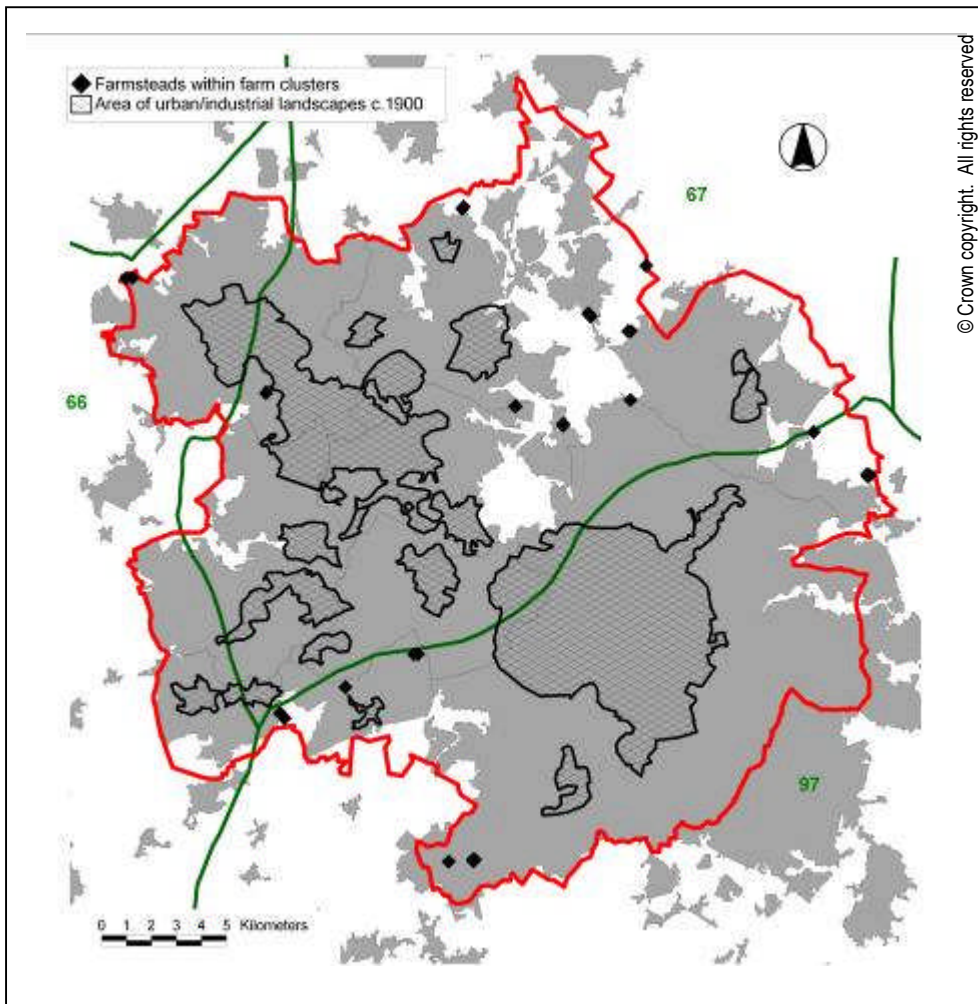 Farmsteads within farm clusters
Area of urban/industrial landscapes c.1900
© Crown copyright. All rights reserved
67
66
97
0 1 2 3 4 5 Kilometers